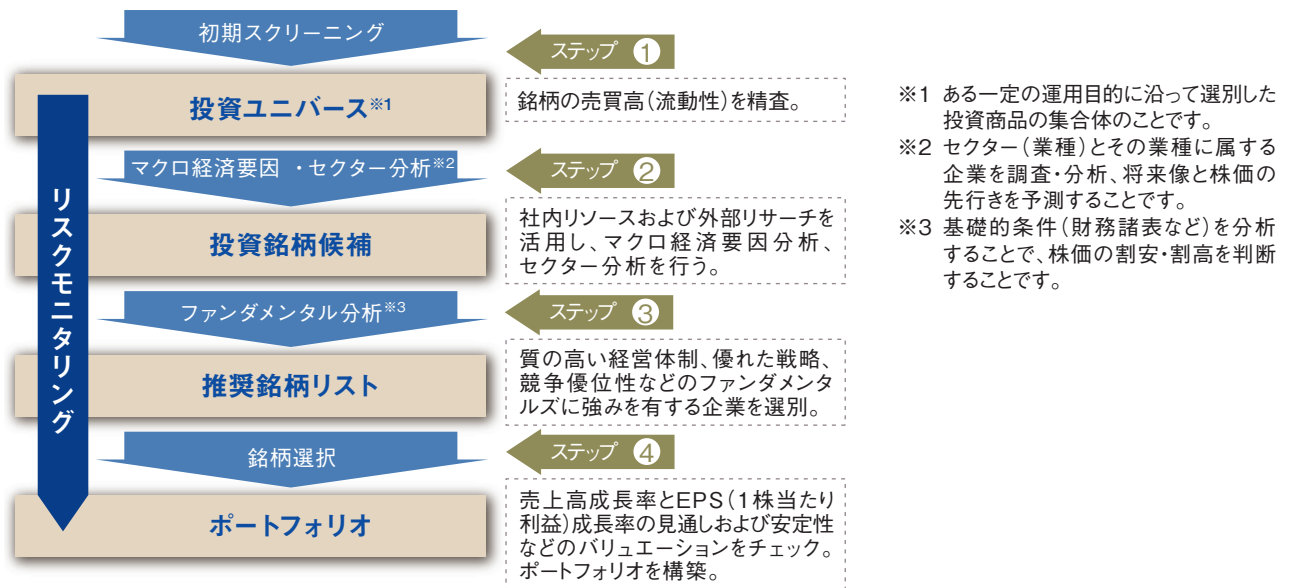 初期スクリーニング
ステップ 1
投資ユニバース※1
銘柄の売買高(流動性)を精査。
マクロ経済要因 ・セクター分析※2
ステップ 2
投資銘柄候補
社内リソースおよび外部リサーチを
活用し、マクロ経済要因分析、
セクター分析を行う。
ファンダメンタル分析※3
ステップ 3
推奨銘柄リスト
質の高い経営体制、優れた戦略、
競争優位性などのファンダメンタ
ルズに強みを有する企業を選別。
銘柄選択
ステップ 4
ポートフォリオ
売上高成長率とEPS(1株当たり
利益)成長率の見通しおよび安定性
などのバリュエーションをチェック。
ポートフォリオを構築。
リスクモニタリング
※1 ある一定の運用目的に沿って選別した
投資商品の集合体のことです。
※2 セクター(業種)とその業種に属する
企業を調査・分析、将来像と株価の
先行きを予測することです。
※3 基礎的条件(財務諸表など)を分析
することで、株価の割安・割高を判断
することです。